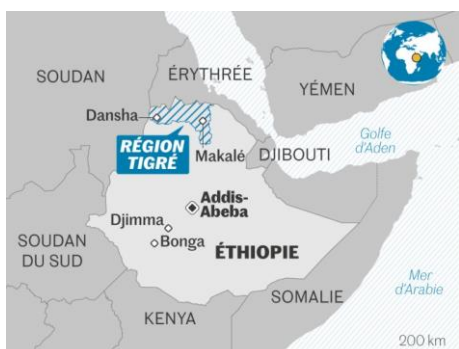 SOUDAN
ÉRYTHRÉE
YÉMEN
Dansha
RÉGION
TIGRÉ
Makalé
DJIBOUTI
Golfe
d'Aden
Addis-
Abeba
Djimma
Bonga
ÉTHIOPIE
SOUDAN
DU SUD
SOMALIE
Mer
d'Arabie
KENYA
200 km